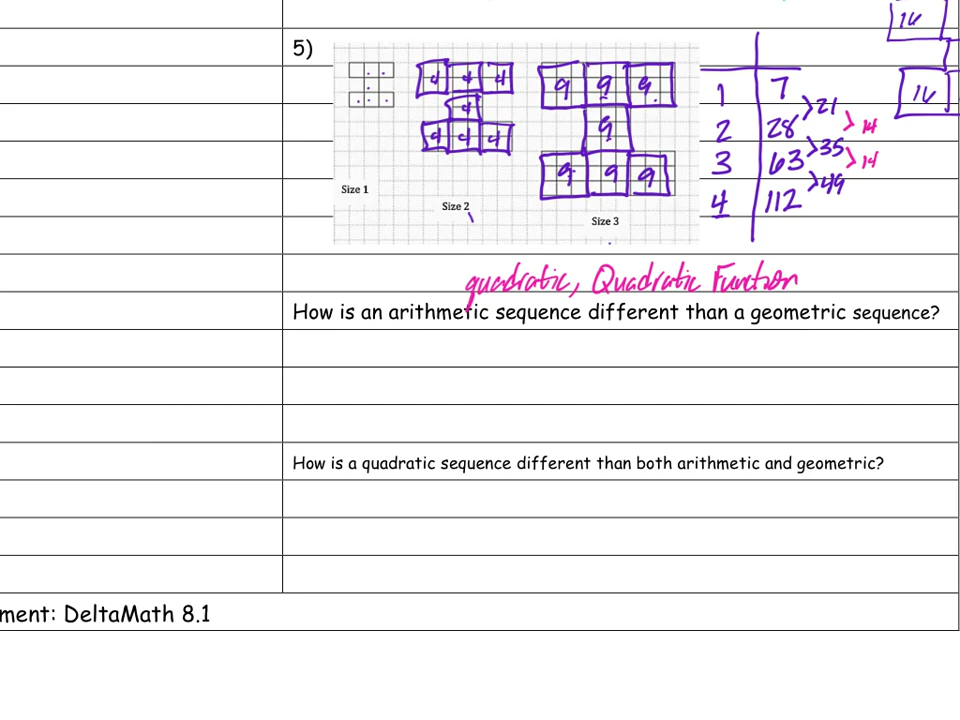 16
5)
4 4 4
4
4 4 4
9 9 9
9
9 9 9
Size 1
Size 2
Size 3
1 7
2 28
3 63
4 112
>21
>35
>49
>14
>14
16
quadratic, Quadratic Function
How is an arithmetic sequence different than a geometric sequence?
How is a quadratic sequence different than both arithmetic and geometric?
ment: DeltaMath 8.1